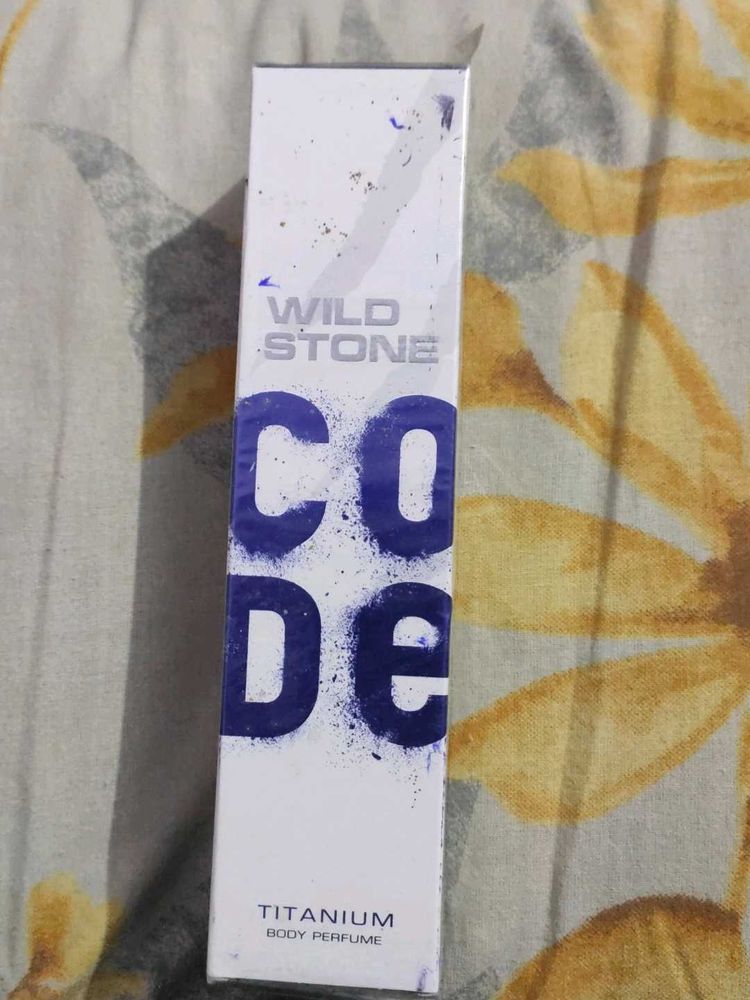 WILD
STONE
CO
De
TITANIUM
BODY PERFUME